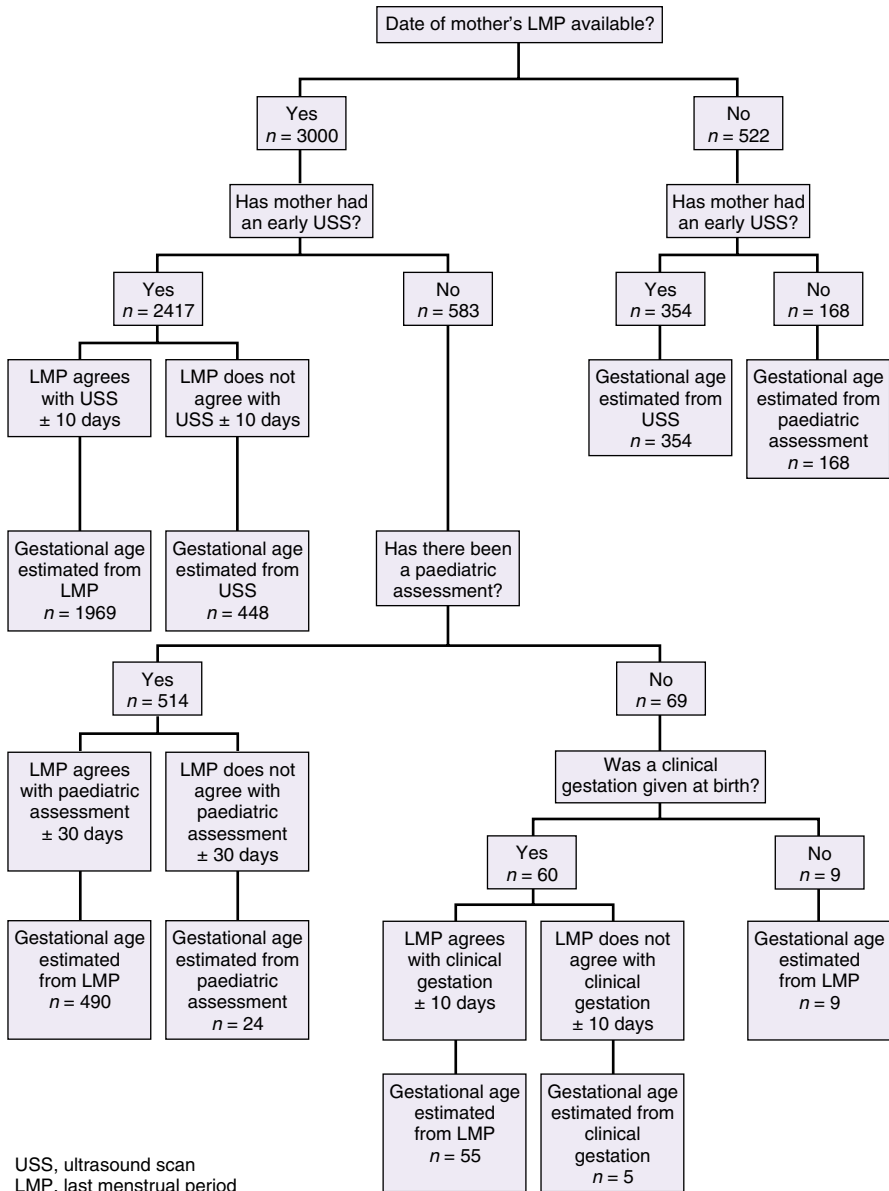 Date of mother's LMP available?
Yes
n = 3000
No
n = 522
Has mother had
an early USS?
Has mother had
an early USS?
Yes
n = 2417
No
n = 583
Yes
n = 354
No
n = 168
LMP agrees
with USS
± 10 days
LMP does not
agree with
USS ± 10 days
Gestational age
estimated from
USS
n = 354
Gestational age
estimated from
paediatric
assessment
n = 168
Gestational age
estimated from
LMP
n = 1969
Gestational age
estimated from
USS
n = 448
Has there been
a paediatric
assessment?
Yes
n = 514
No
n = 69
LMP agrees
with paediatric
assessment
± 30 days
LMP does not
agree with
paediatric
assessment
± 30 days
Was a clinical
gestation given at birth?
Yes
n = 60
No
n = 9
Gestational age
estimated
from LMP
n = 490
Gestational age
estimated from
paediatric
assessment
n = 24
LMP agrees
with clinical
gestation
± 10 days
LMP does not
agree with
clinical
gestation
± 10 days
Gestational age
estimated
from LMP
n = 9
Gestational age
estimated
from LMP
n = 55
Gestational age
estimated from
clinical
gestation
n = 5
USS, ultrasound scan
LMP, last menstrual period